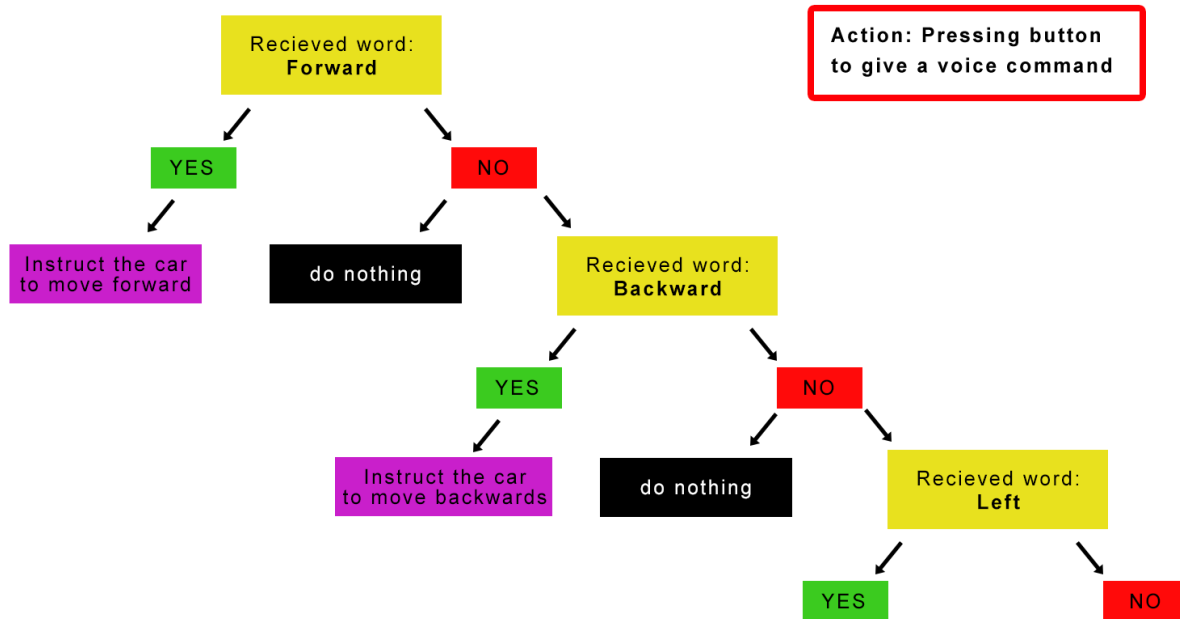 Recieved word:
Forward
Action: Pressing button
to give a voice command
YES
NO
Instruct the car
to move forward
do nothing
Recieved word:
Backward
YES
NO
Instruct the car
to move backwards
do nothing
Recieved word:
Left
YES
NO